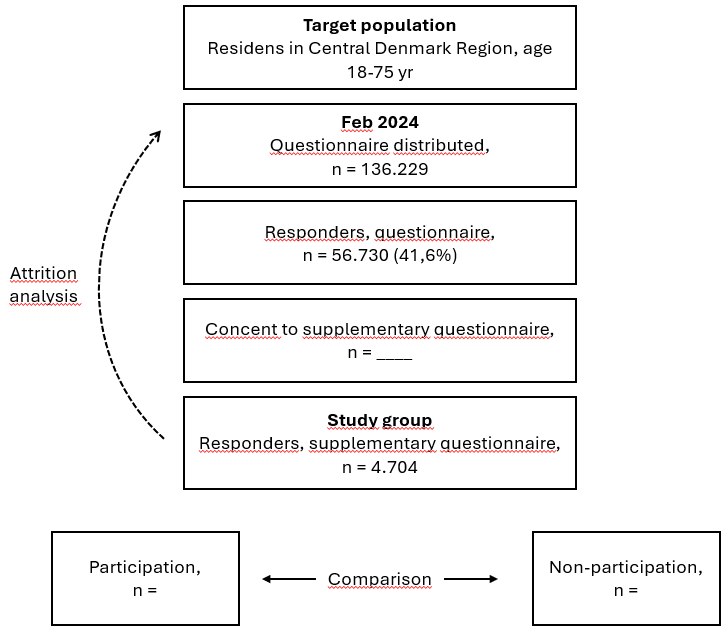 Target population
Residens in Central Denmark Region, age
18-75 yr
Feb 2024
Questionnaire distributed,
n = 136.229
Responders, questionnaire,
n = 56.730 (41,6%)
Attrition
analysis
Concent to supplementary questionnaire,
n = ____
Study group
Responders, supplementary questionnaire,
n = 4.704
Participation,
n =
Comparison
Non-participation,
n =